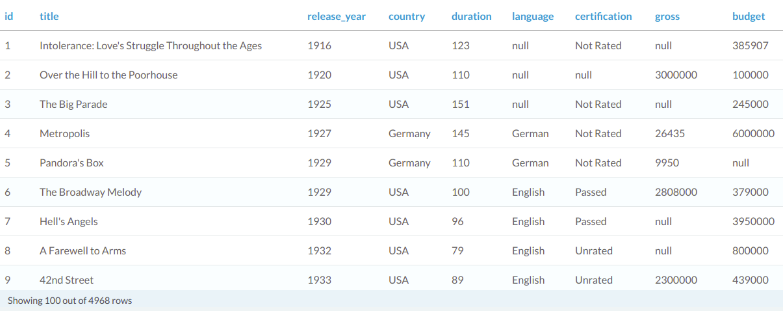 id title release_year country duration language certification gross budget
1 Intolerance: Love's Struggle Throughout the Ages 1916 USA 123 null Not Rated null 385907
2 Over the Hill to the Poorhouse 1920 USA 110 null null 3000000 100000
3 The Big Parade 1925 USA 151 null Not Rated null 245000
4 Metropolis 1927 Germany 145 German Not Rated 26435 6000000
5 Pandora's Box 1929 Germany 110 German Not Rated 9950 null
6 The Broadway Melody 1929 USA 100 English Passed 2808000 379000
7 Hell's Angels 1930 USA 96 English Passed null 3950000
8 A Farewell to Arms 1932 USA 79 English Unrated null 800000
9 42nd Street 1933 USA 89 English Unrated 2300000 439000
Showing 100 out of 4968 rows